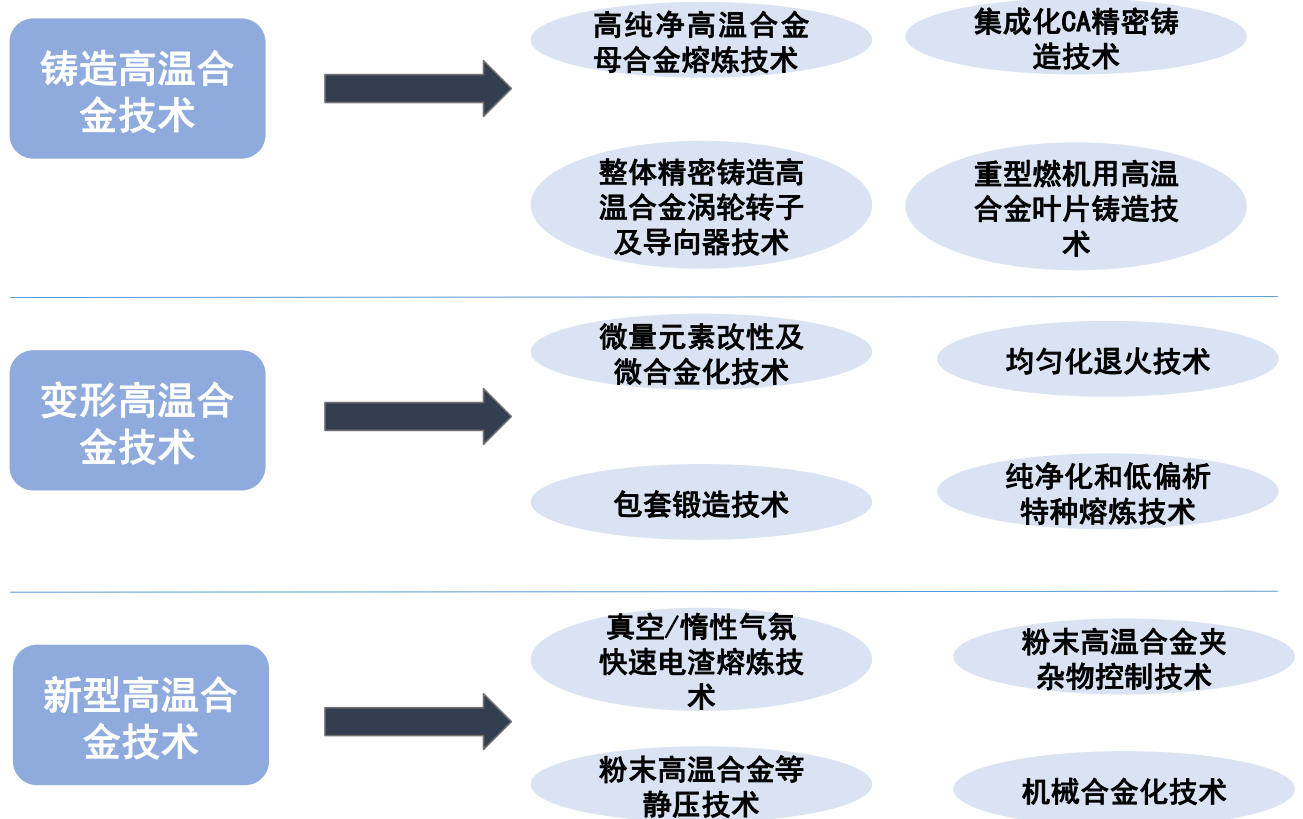 铸造高温合
金技术
高纯净高温合金
母合金熔炼技术
集成化CA精密铸
造技术
整体精密铸造高
温合金涡轮转子
及导向器技术
重型燃机用高温
合金叶片铸造技
术
变形高温合
金技术
微量元素改性及
微合金化技术
均匀化退火技术
包套锻造技术
纯净化和低偏析
特种熔炼技术
新型高温合
金技术
真空/惰性气氛
快速电渣熔炼技
术
粉末高温合金夹
杂物控制技术
粉末高温合金等
静压技术
机械合金化技术